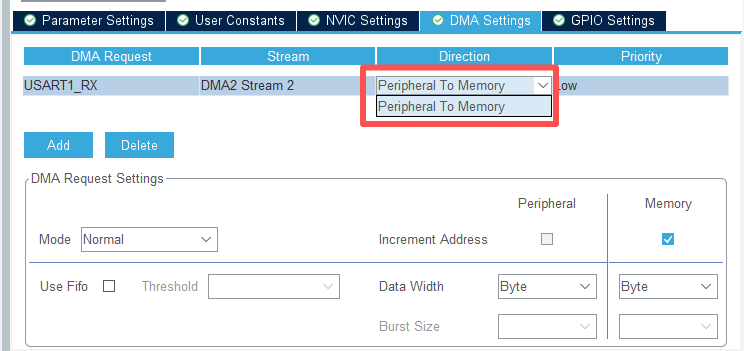 Parameter Settings User Constants NVIC Settings DMA Settings GPIO Settings
DMA Request Stream Direction Priority
USART1_RX DMA2 Stream 2 Peripheral To Memory Low
Peripheral To Memory
Add Delete
DMA Request Settings
Peripheral Memory
Mode Normal Increment Address
Use Fifo Threshold Data Width Byte Byte
Burst Size